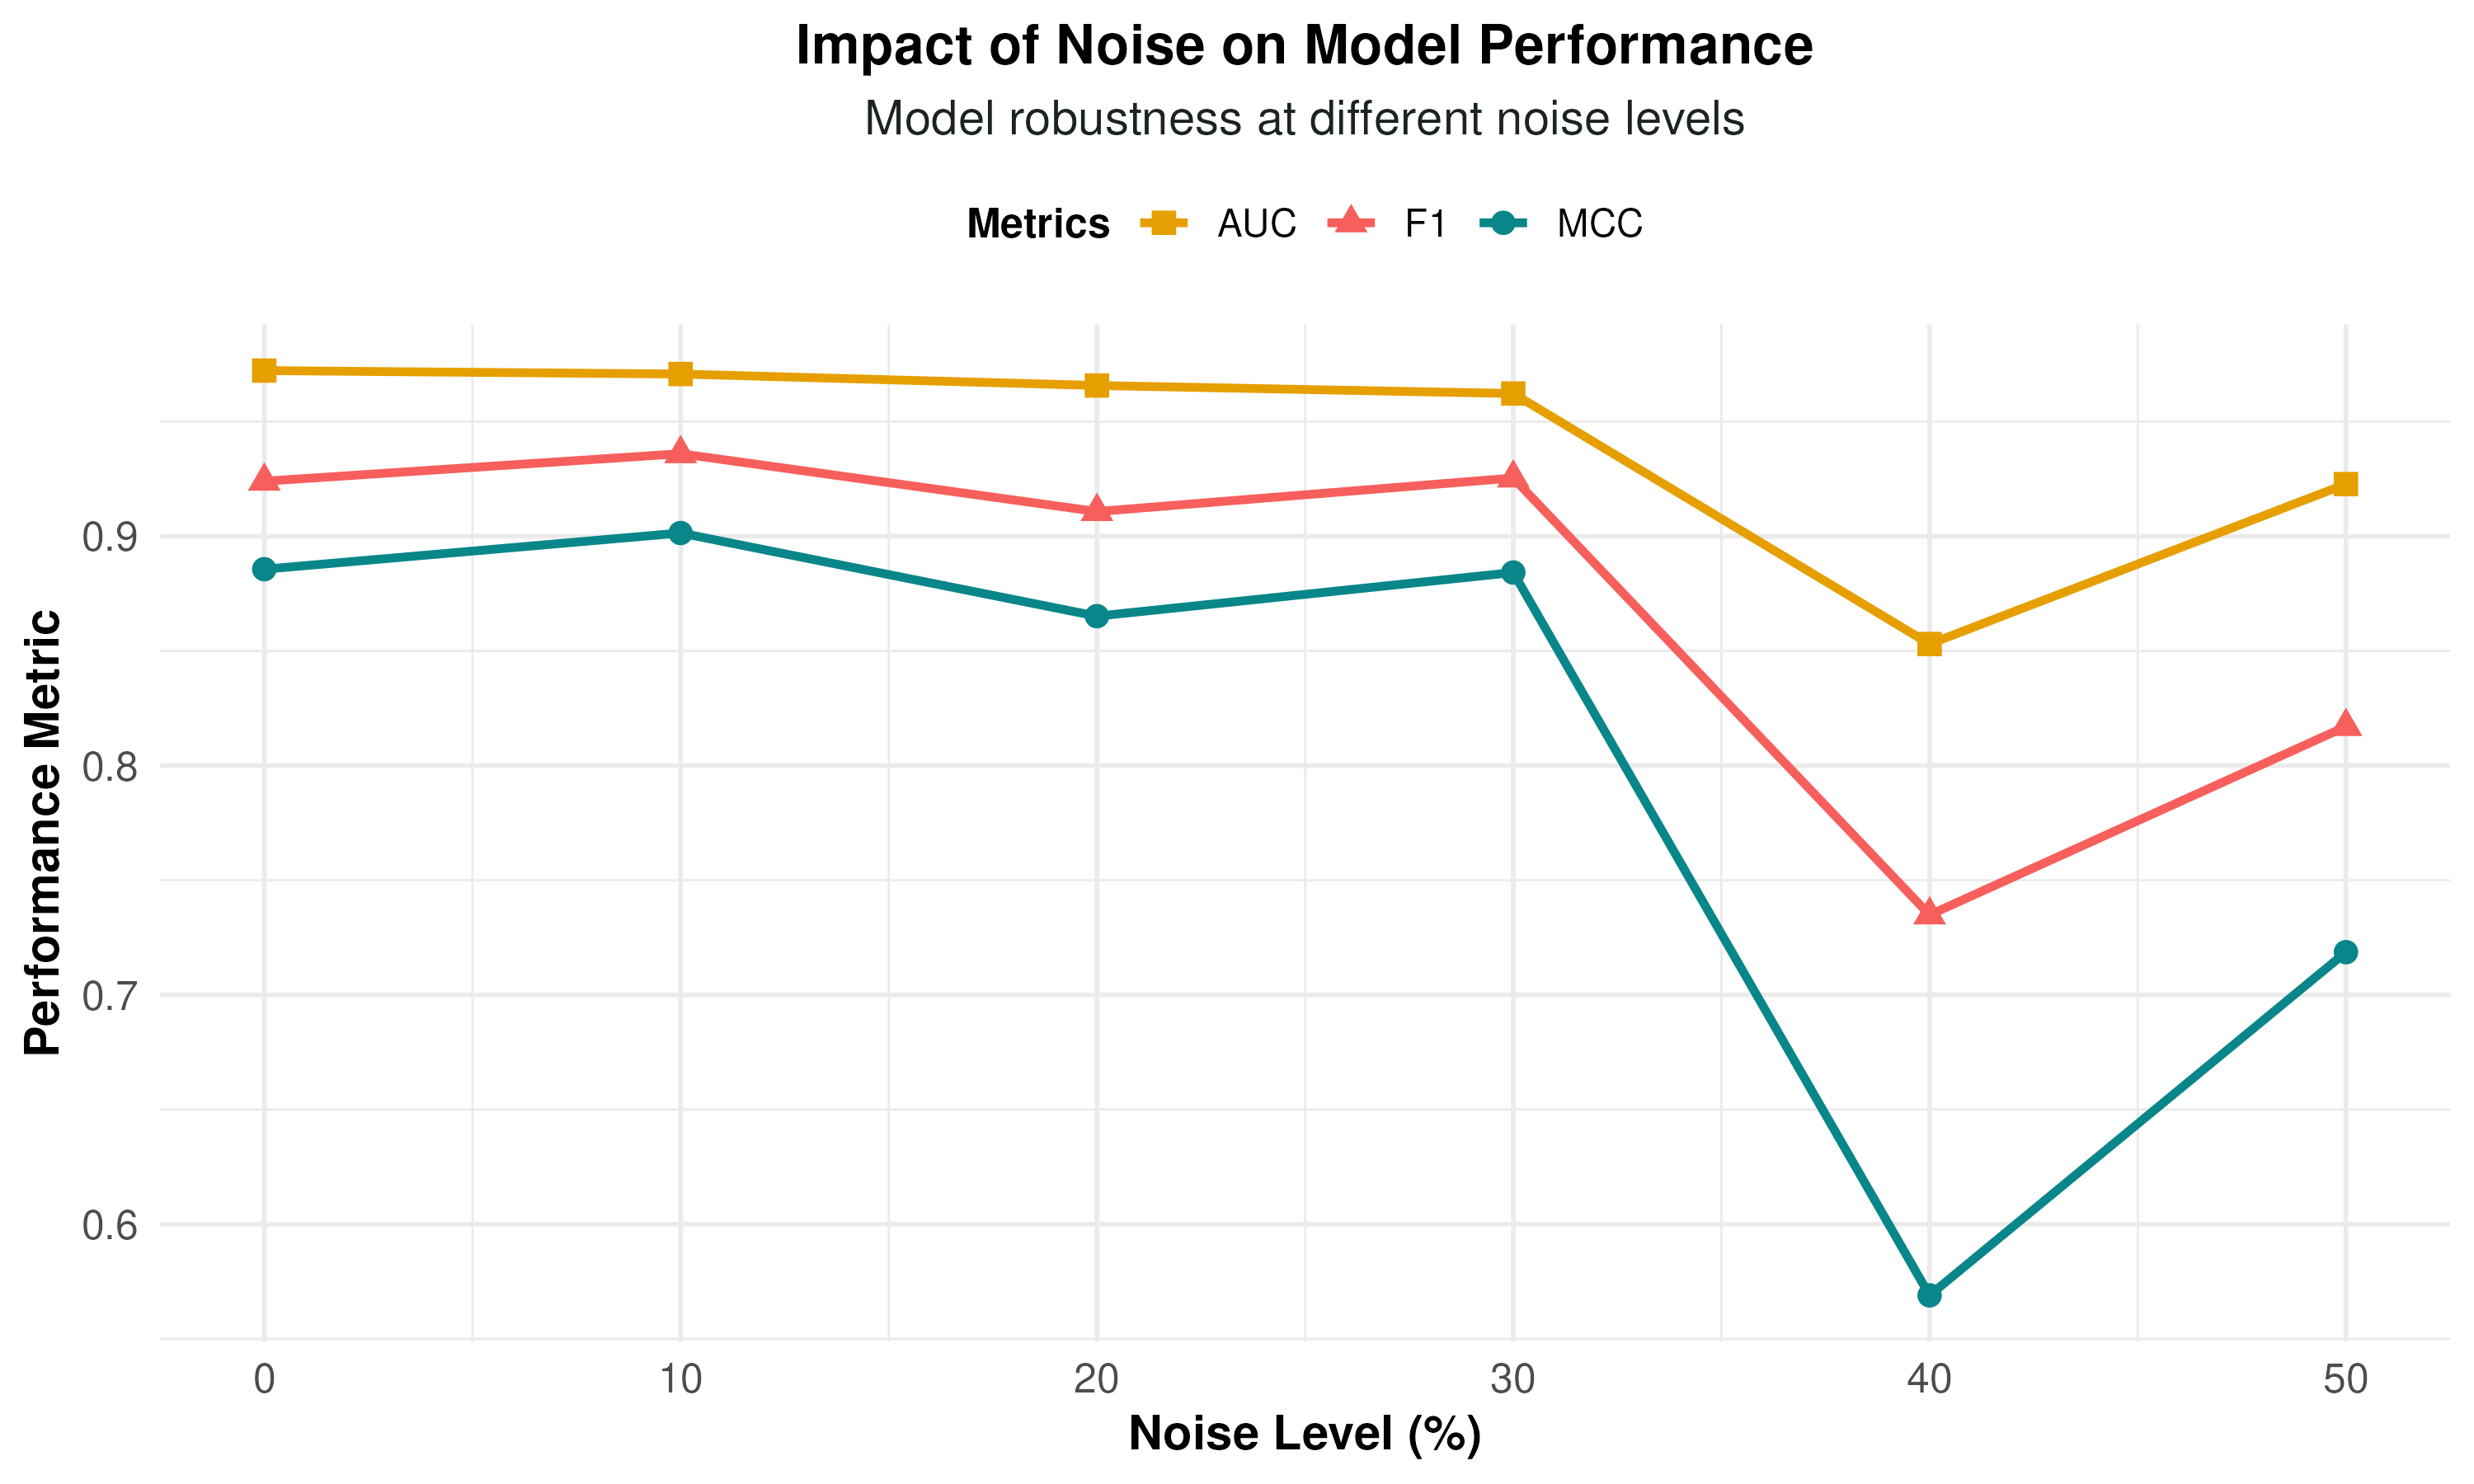 Impact of Noise on Model Performance
Model robustness at different noise levels
Metrics AUC F1 MCC
Performance Metric
0.9
0.8
0.7
0.6
0 10 20 30 40 50
Noise Level (%)